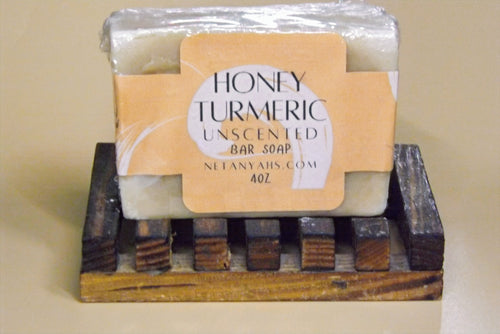 HONEY
TURMERIC
UNSCENTED
BAR SOAP
NETANYAHS.COM
4OZ